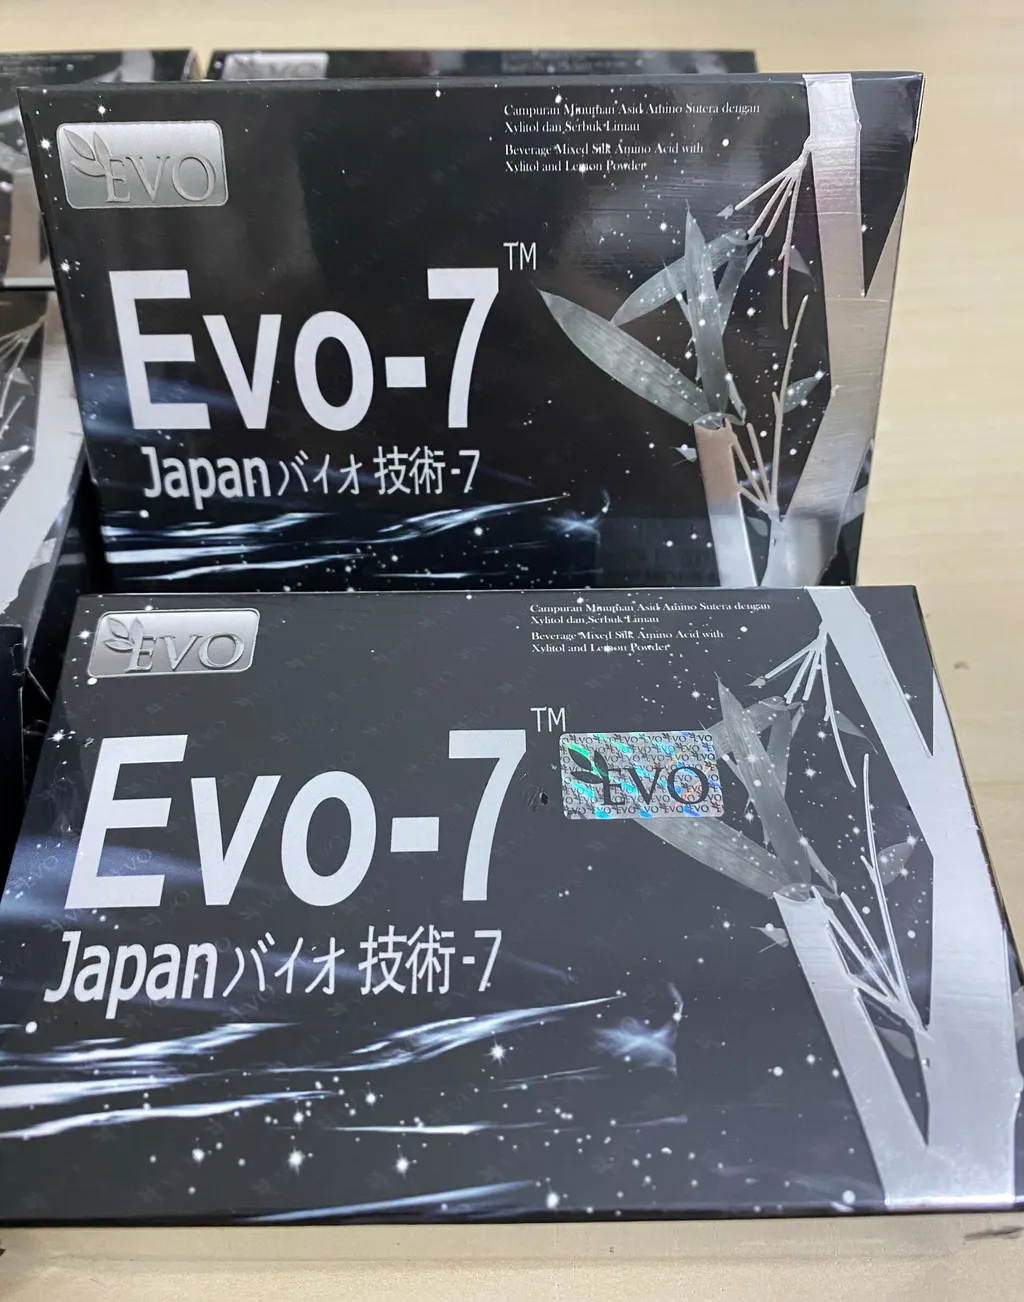 EVO
Campuran Minuman Asid Amino Sutera dengan
Xylitol dan Serbuk Limau
Beverage Mixed Silk Amino Acid with
Xylitol and Lemon Powder
Evo-7™
Japanバイオ技術-7
EVO
Campuran Minuman Asid Amino Sutera dengan
Xylitol dan Serbuk Limau
Beverage Mixed Silk Amino Acid with
Xylitol and Lemon Powder
Evo-7™
EVO
Japanバイオ技術-7